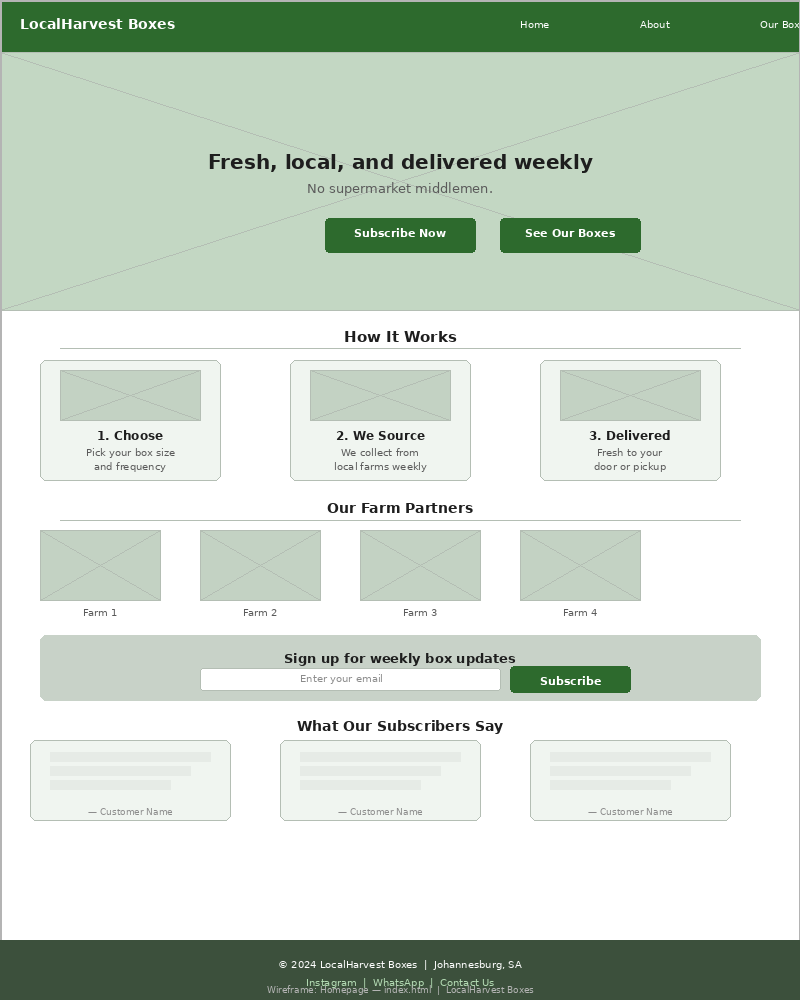 LocalHarvest Boxes Home About Our Box
Fresh, local, and delivered weekly
No supermarket middlemen.
Subscribe Now See Our Boxes
How It Works
1. Choose 2. We Source 3. Delivered
Pick your box size We collect from Fresh to your
and frequency local farms weekly door or pickup
Our Farm Partners
Farm 1 Farm 2 Farm 3 Farm 4
Sign up for weekly box updates
Enter your email Subscribe
What Our Subscribers Say
— Customer Name — Customer Name — Customer Name
© 2024 LocalHarvest Boxes | Johannesburg, SA
Instagram | WhatsApp | Contact Us
Wireframe: Homepage — index.html | LocalHarvest Boxes